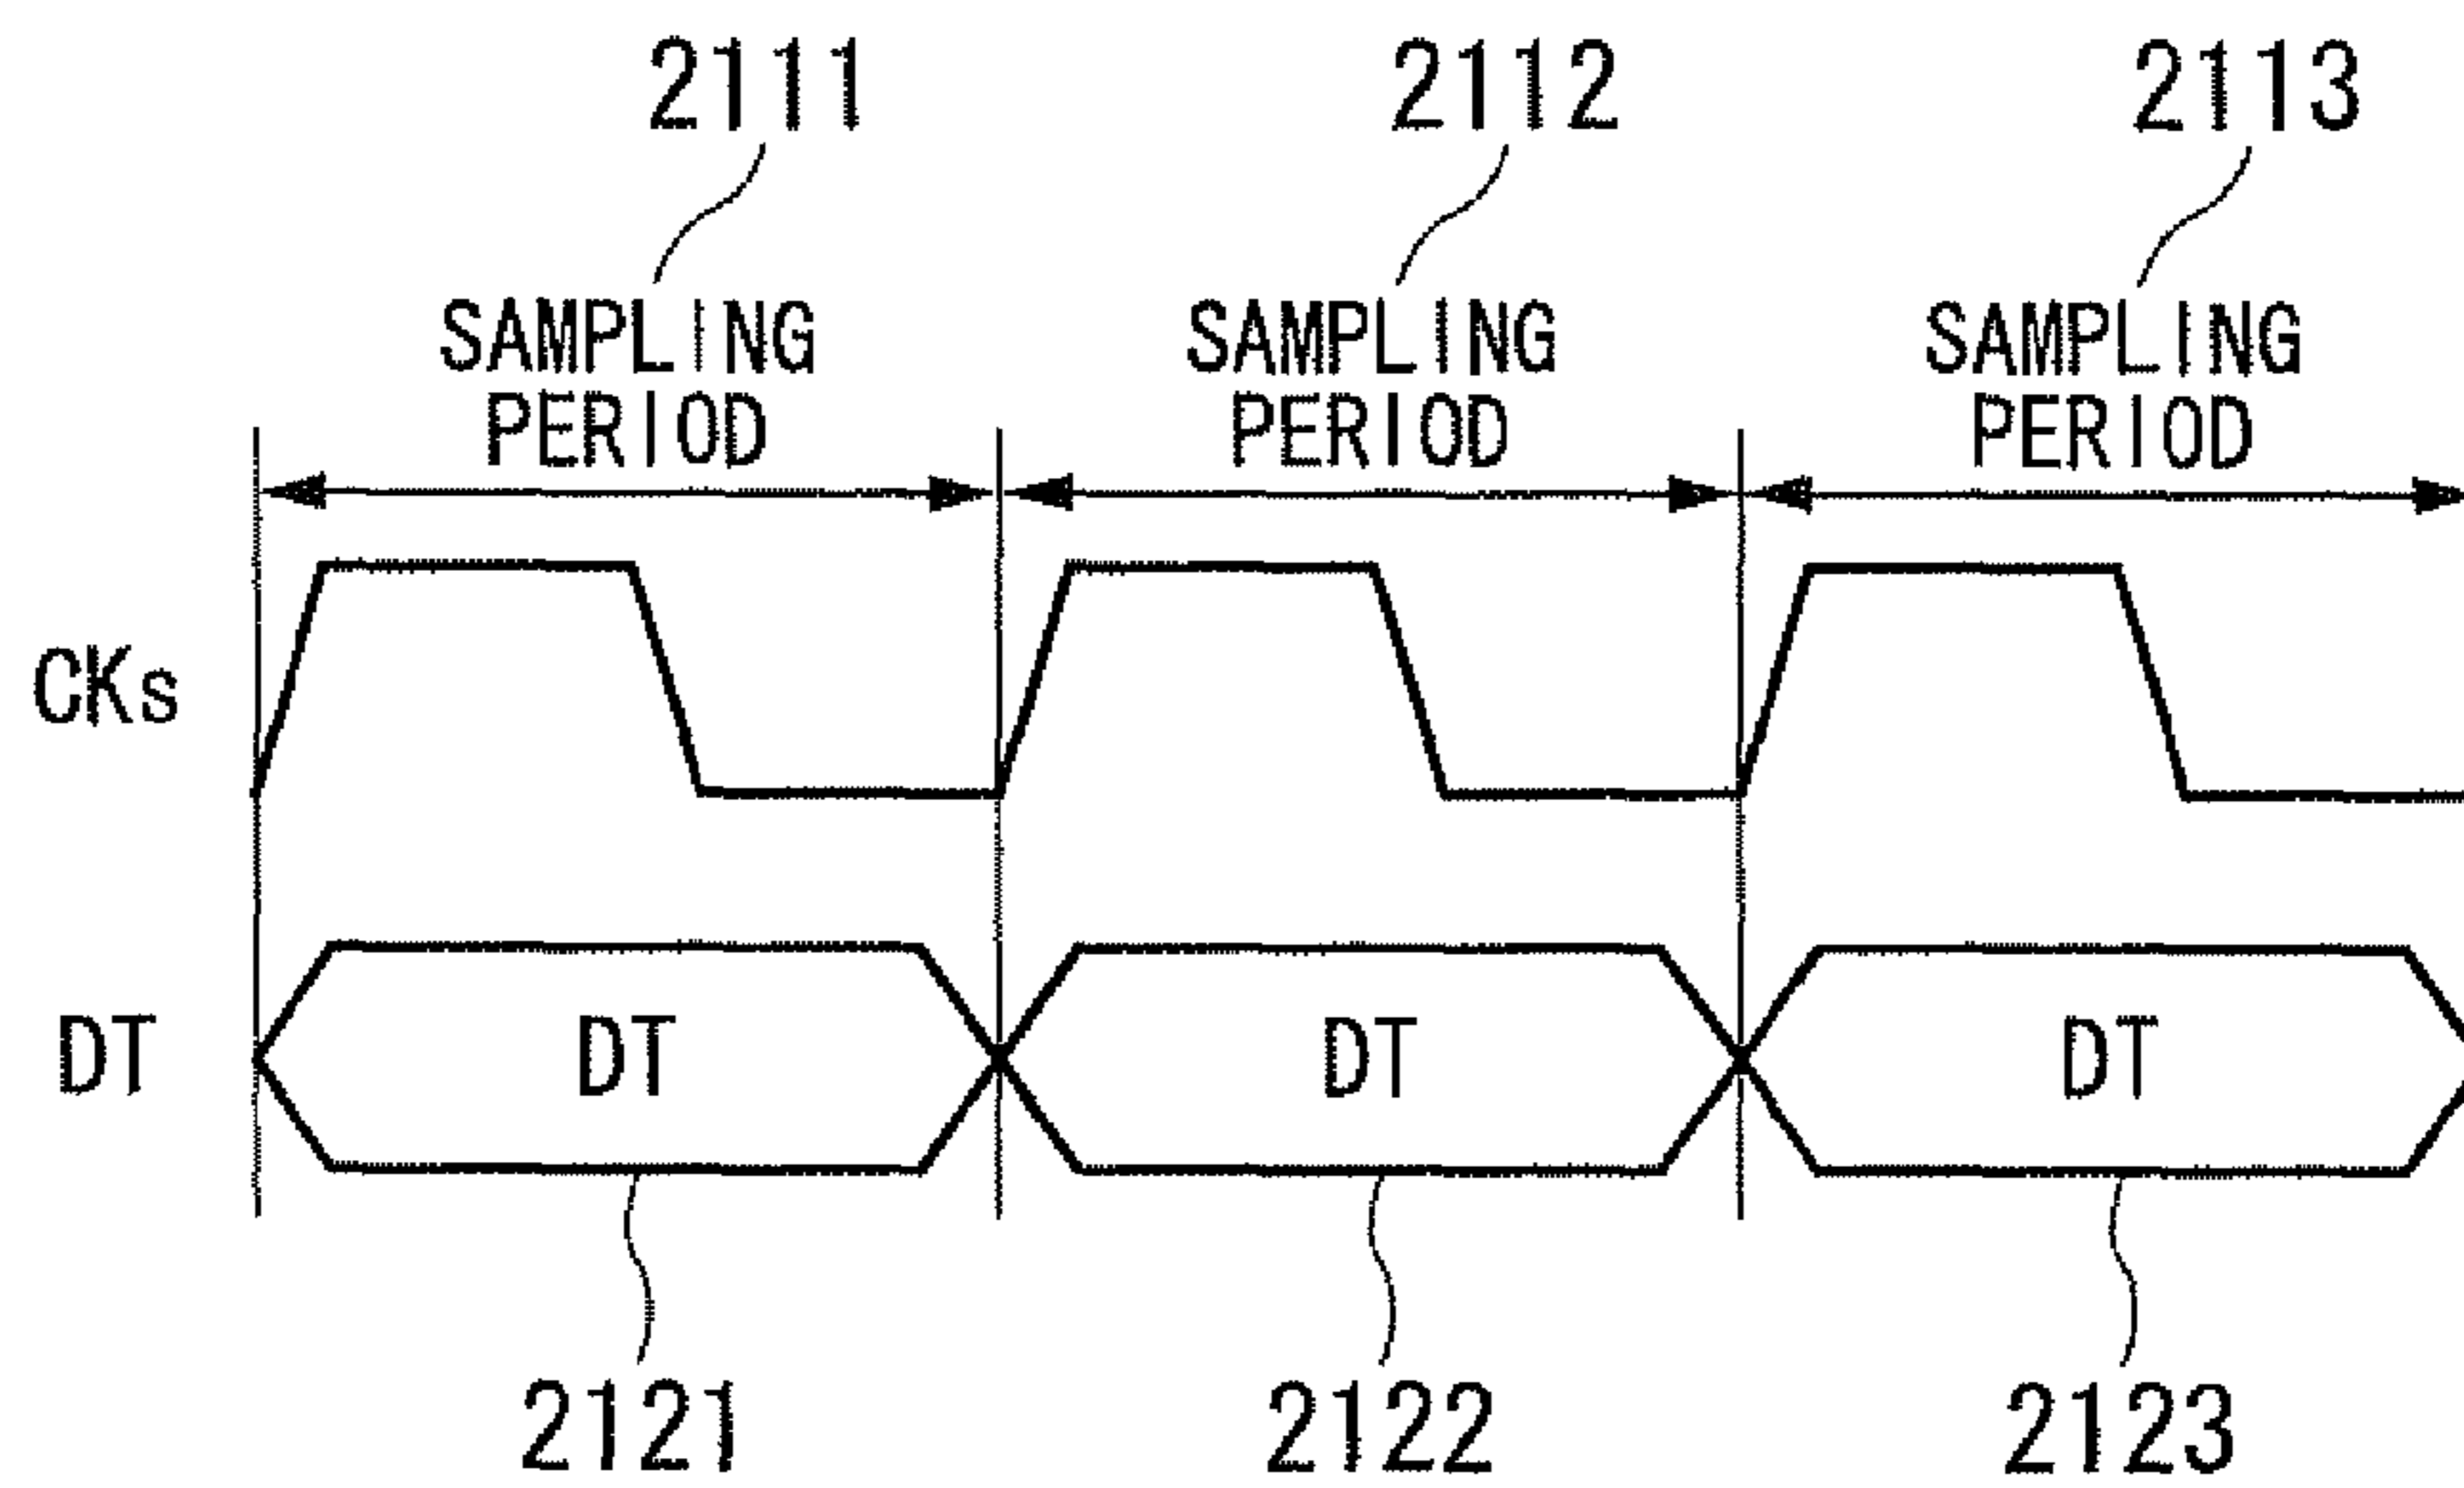 2111 2112 2113
SAMPLING PERIOD SAMPLING PERIOD SAMPLING PERIOD
CKs
DT DT DT DT
2121 2122 2123